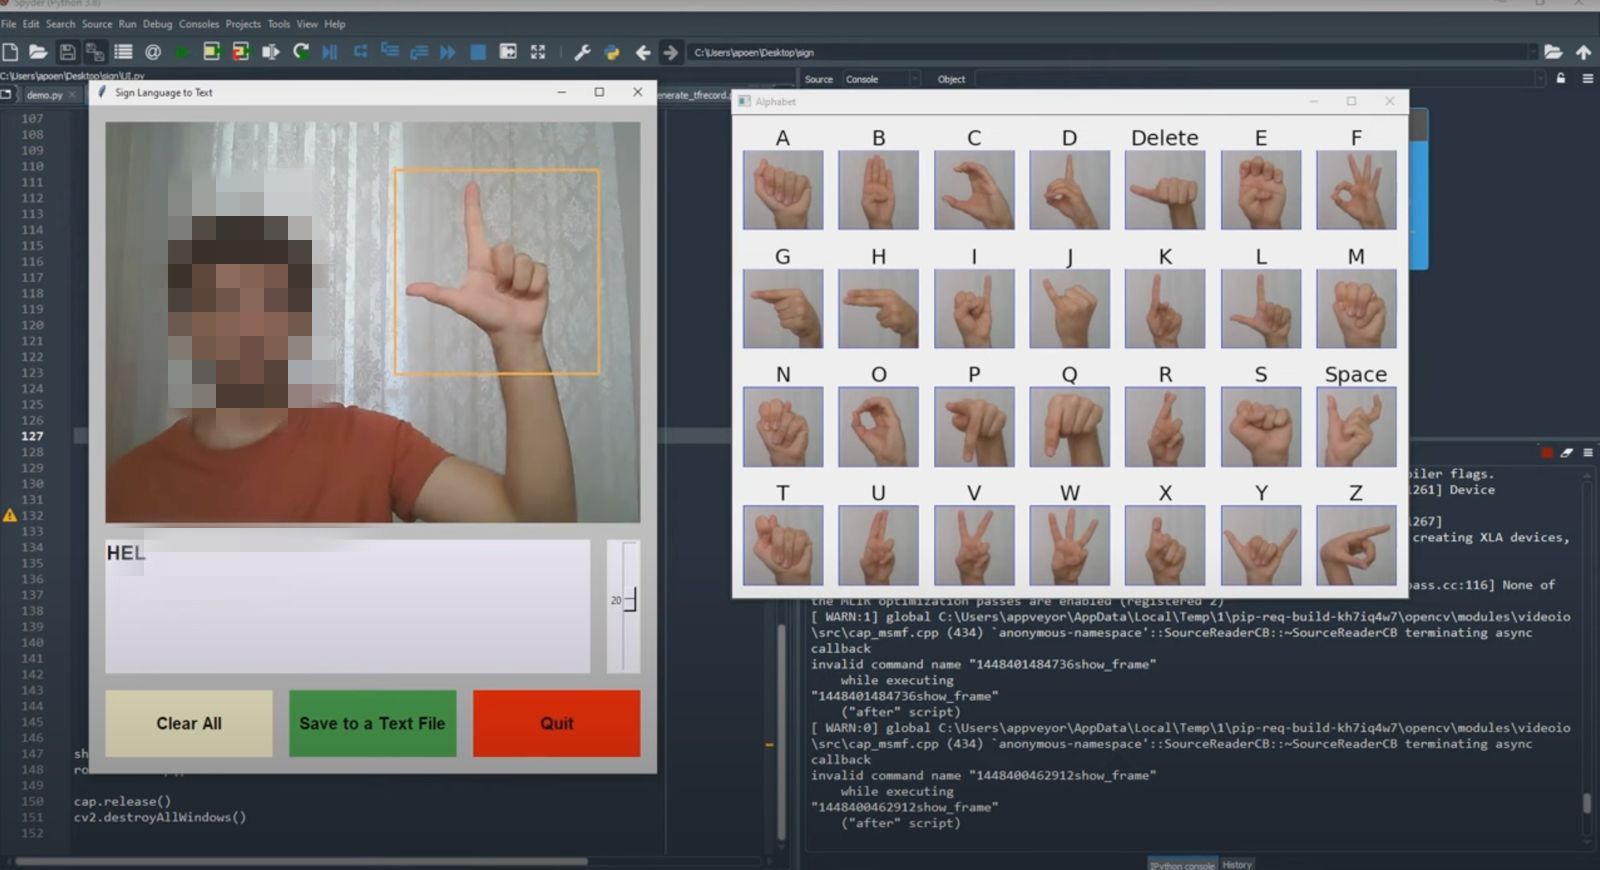 Spyder (Python 3.8)
File Edit Search Source Run Debug Consoles Projects Tools View Help
C:\Users\apoen\Desktop\sign
C:\Users\apoen\Desktop\sign\UI.py
Source Console Object
demo.py
enerate_tfrecord.
Sign Language to Text
HEL
20
Clear All Save to a Text File Quit
Alphabet
A B C D Delete E F
G H I J K L M
N O P Q R S Space
T U V W X Y Z
107
108
109
110
111
112
113
114
115
116
117
118
119
120
121
122
123
124
125
126
127
128
129
130
131
132
133
134
135
136
137
138
139
140
141
142
143
144
145
146
147 sh
148 ro
149
150 cap.release()
151 cv2.destroyAllWindows()
152
piler flags.
261] Device
267]
creating XLA devices,
pass.cc:116] None of
the MLIR optimization passes are enabled (registered 2)
[ WARN:1] global C:\Users\appveyor\AppData\Local\Temp\1\pip-req-build-kh7iq4w7\opencv\modules\videoio
\src\cap_msmf.cpp (434) `anonymous-namespace'::SourceReaderCB::~SourceReaderCB terminating async
callback
invalid command name "1448401484736show_frame"
while executing
"1448401484736show_frame"
("after" script)
[ WARN:0] global C:\Users\appveyor\AppData\Local\Temp\1\pip-req-build-kh7iq4w7\opencv\modules\videoio
\src\cap_msmf.cpp (434) `anonymous-namespace'::SourceReaderCB::~SourceReaderCB terminating async
callback
invalid command name "1448400462912show_frame"
while executing
"1448400462912show_frame"
("after" script)
IPython console History